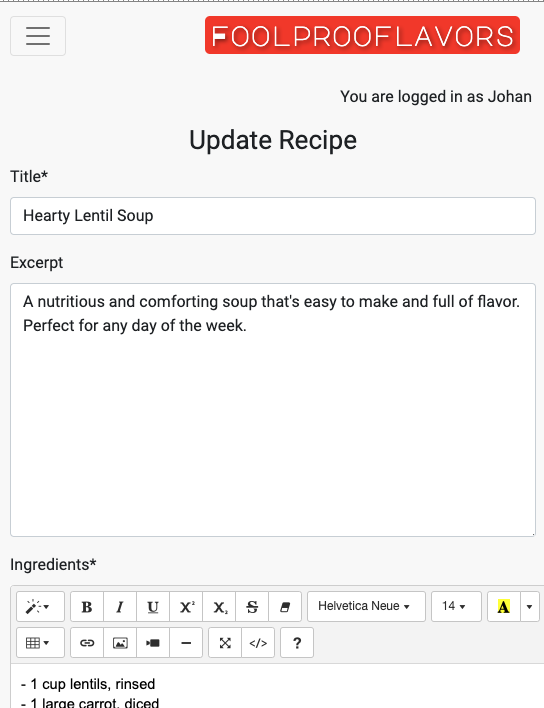 FOOLPROOFLAVORS
You are logged in as Johan
Update Recipe
Title*
Hearty Lentil Soup
Excerpt
A nutritious and comforting soup that's easy to make and full of flavor.
Perfect for any day of the week.
Ingredients*
B I U X² X₂ S Helvetica Neue 14 A
</> ?
- 1 cup lentils, rinsed
- 1 large carrot, diced